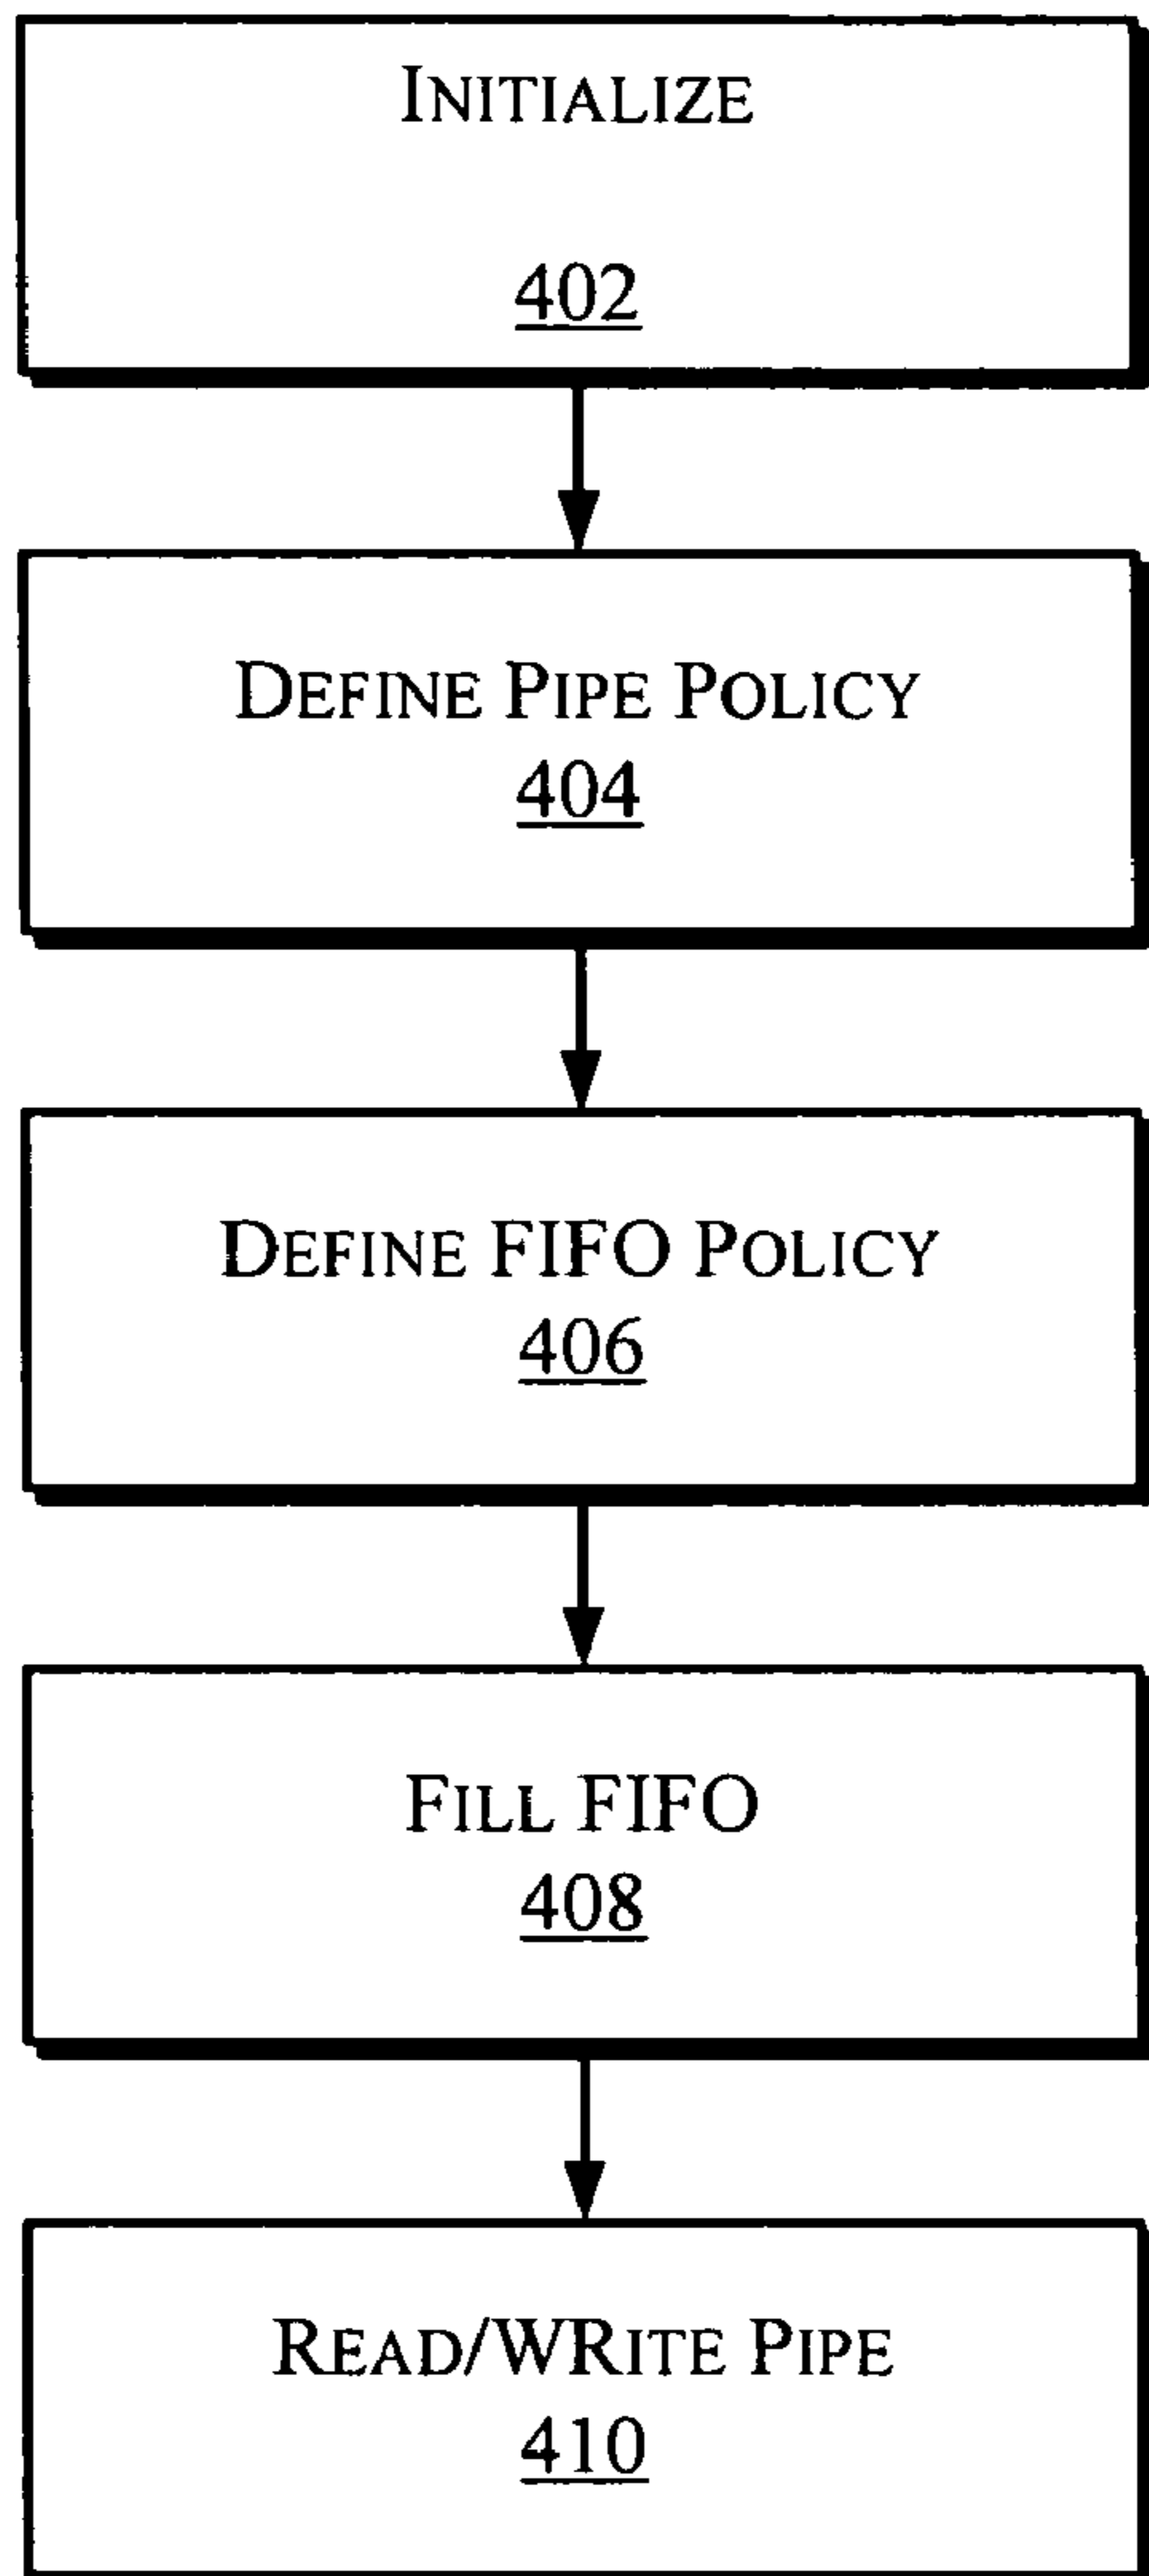 INITIALIZE
402
DEFINE PIPE POLICY
404
DEFINE FIFO POLICY
406
FILL FIFO
408
READ/WRITE PIPE
410